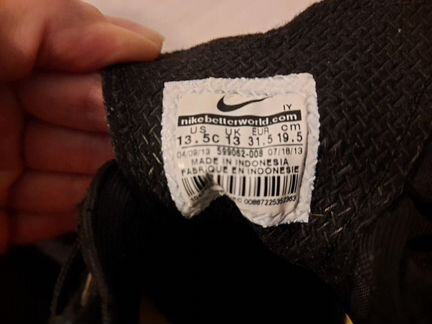 IY
nikebetterworld.com
US UK EUR cm
13.5C 13 31.5 19.5
04/09/13 599062-008 07/18/13
MADE IN INDONESIA
FABRIQUE EN INDONESIE